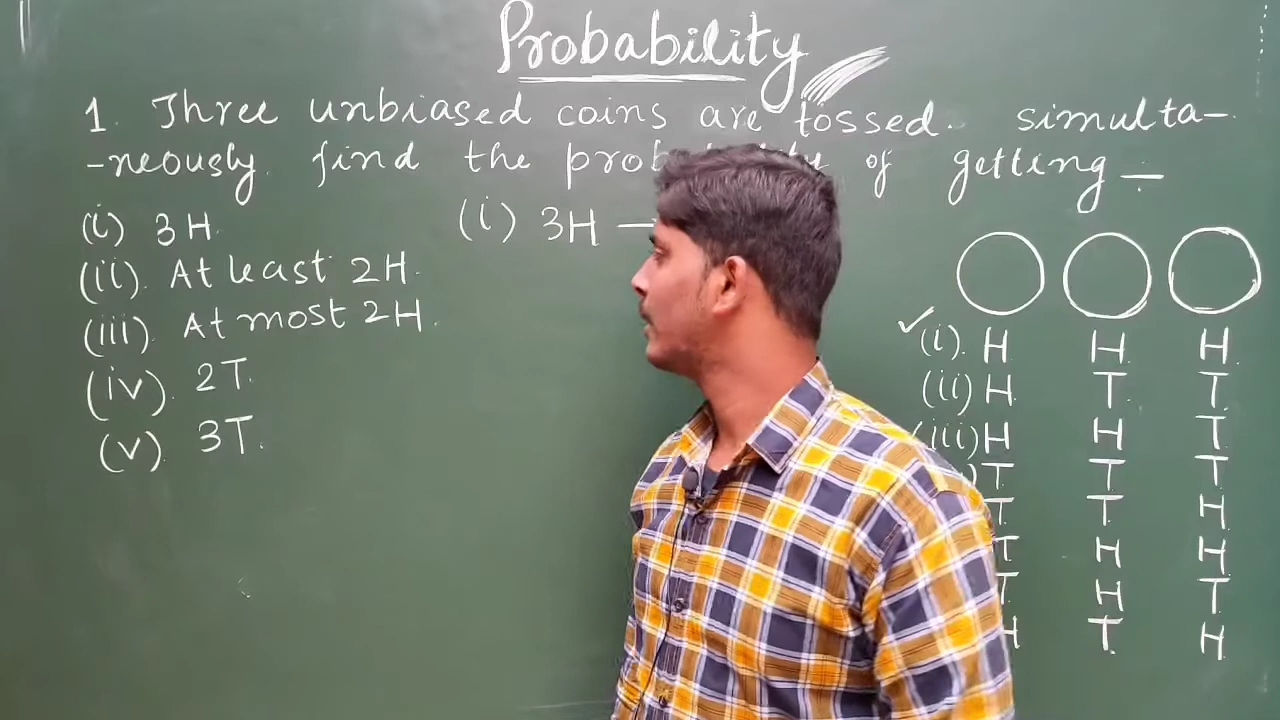 Probability
1. Three unbiased coins are tossed. simulta-
-neously. find the of getting -
(i) 3H.
(ii). At least 2H.
(iii). At most 2H.
(iv). 2T.
(v). 3T.
(i) 3H —
(i). H H H
(ii) H T T
(iii) H H T
T T T
T T H
T H H
T H T
H T H